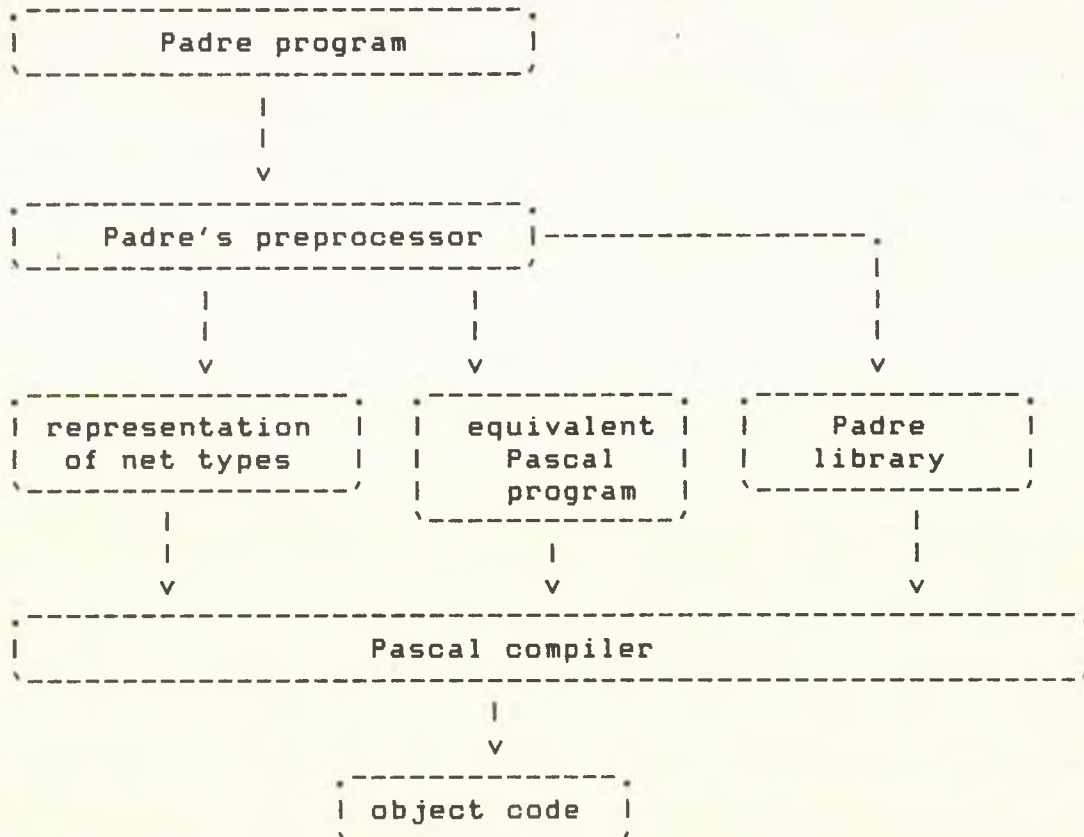 Padre program
Padre's preprocessor
representation
of net types
equivalent
Pascal
program
Padre
library
Pascal compiler
object code